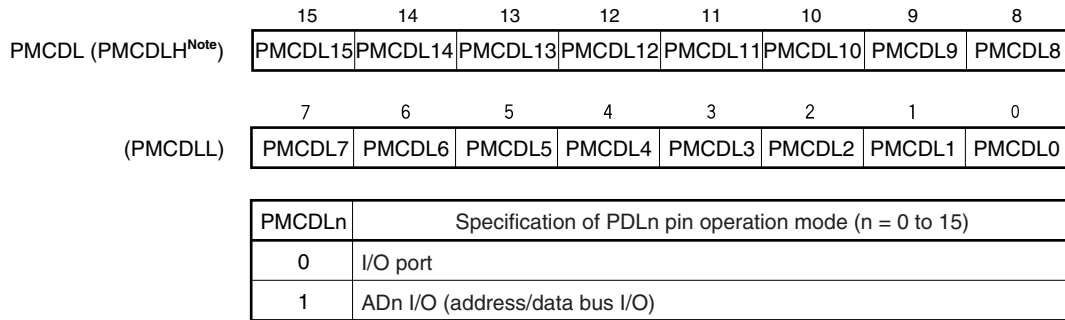 15 14 13 12 11 10 9 8
PMCDL (PMCDLH^Note) PMCDL15 PMCDL14 PMCDL13 PMCDL12 PMCDL11 PMCDL10 PMCDL9 PMCDL8
7 6 5 4 3 2 1 0
(PMCDLL) PMCDL7 PMCDL6 PMCDL5 PMCDL4 PMCDL3 PMCDL2 PMCDL1 PMCDL0
PMCDLn Specification of PDLn pin operation mode (n = 0 to 15)
0 I/O port
1 ADn I/O (address/data bus I/O)